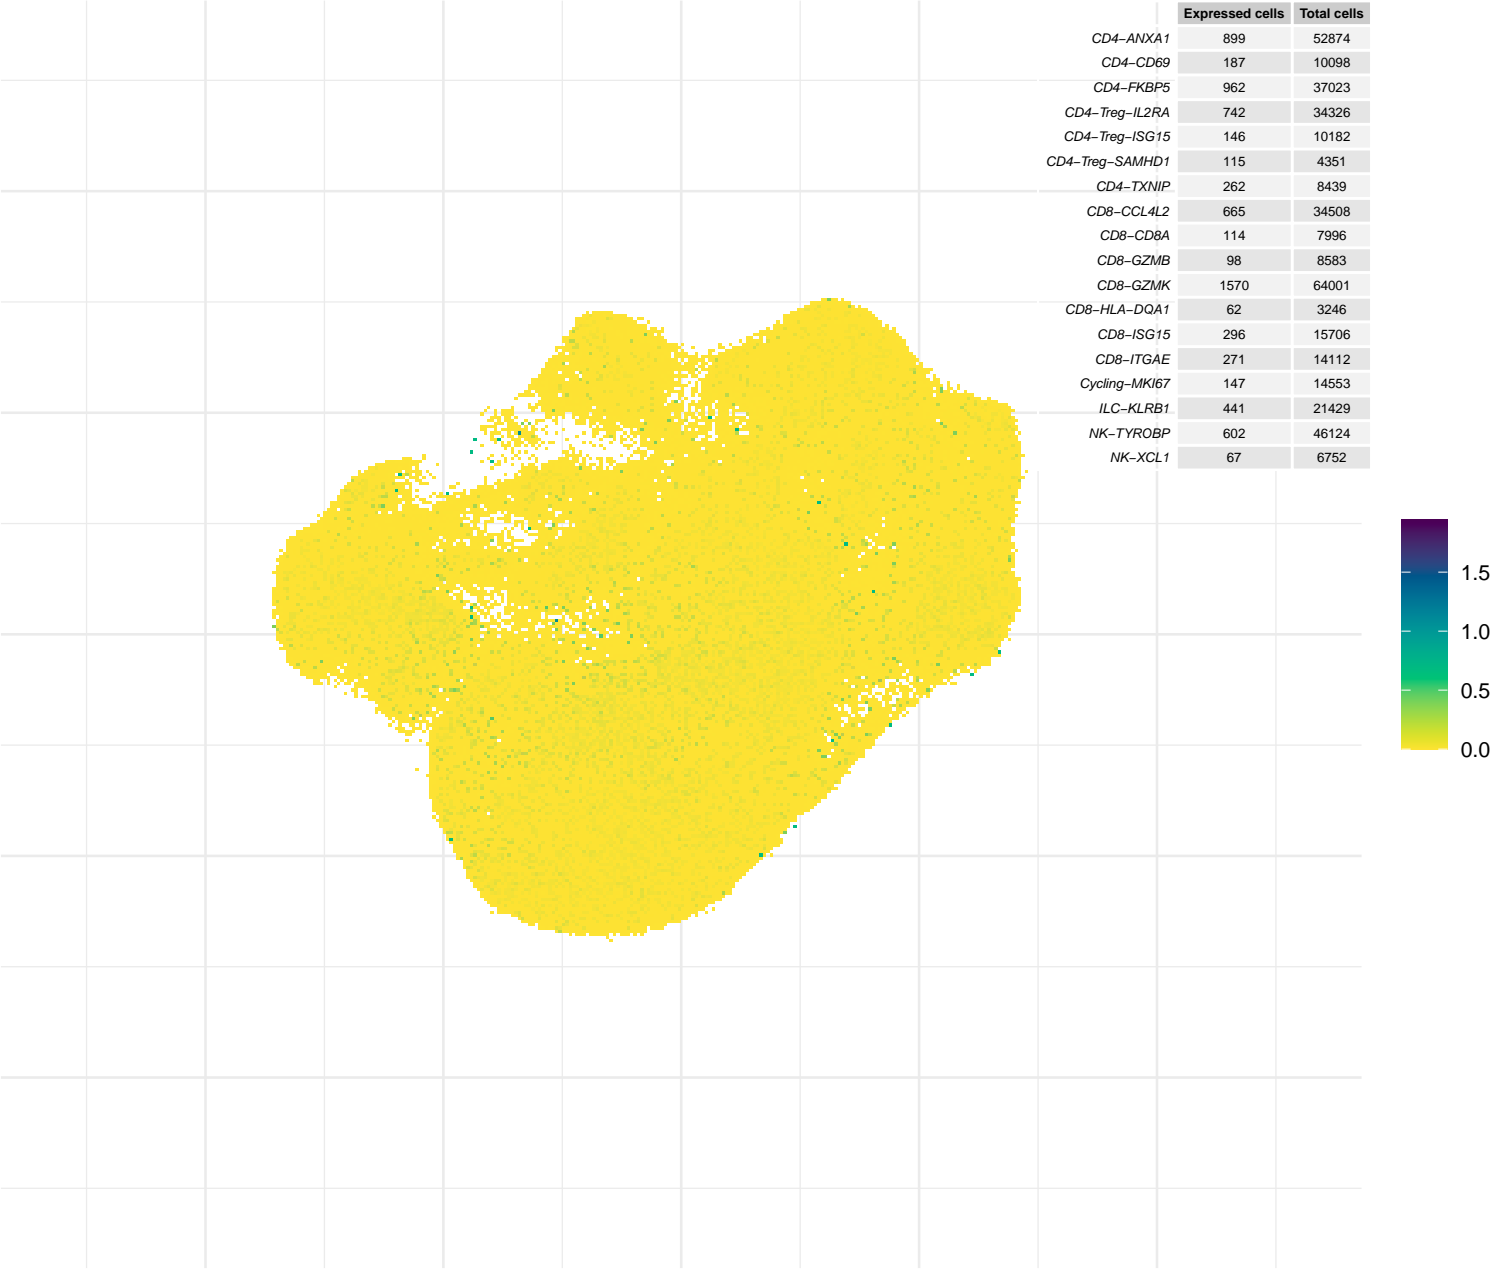 Expressed cells Total cells
CD4−ANXA1 899 52874
CD4−CD69 187 10098
CD4−FKBP5 962 37023
CD4−Treg−IL2RA 742 34326
CD4−Treg−ISG15 146 10182
CD4−Treg−SAMHD1 115 4351
CD4−TXNIP 262 8439
CD8−CCL4L2 665 34508
CD8−CD8A 114 7996
CD8−GZMB 98 8583
CD8−GZMK 1570 64001
CD8−HLA−DQA1 62 3246
CD8−ISG15 296 15706
CD8−ITGAE 271 14112
Cycling−MKI67 147 14553
ILC−KLRB1 441 21429
NK−TYROBP 602 46124
NK−XCL1 67 6752
1.5
1.0
0.5
0.0